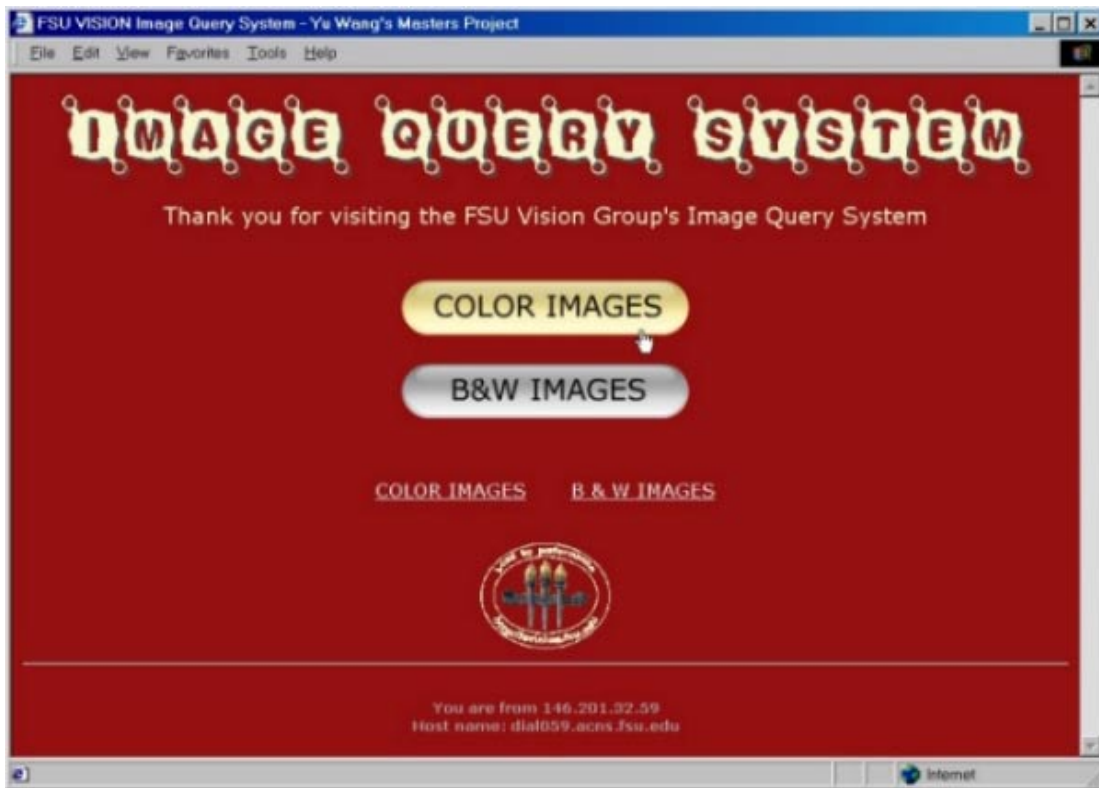 FSU VISION Image Query System - Yu Wang's Masters Project
File Edit View Favorites Tools Help
IMAGE QUERY SYSTEM
Thank you for visiting the FSU Vision Group's Image Query System
COLOR IMAGES
B&W IMAGES
COLOR IMAGES B & W IMAGES
You are from 146.201.32.59
Host name: dial059.acns.fsu.edu
Internet